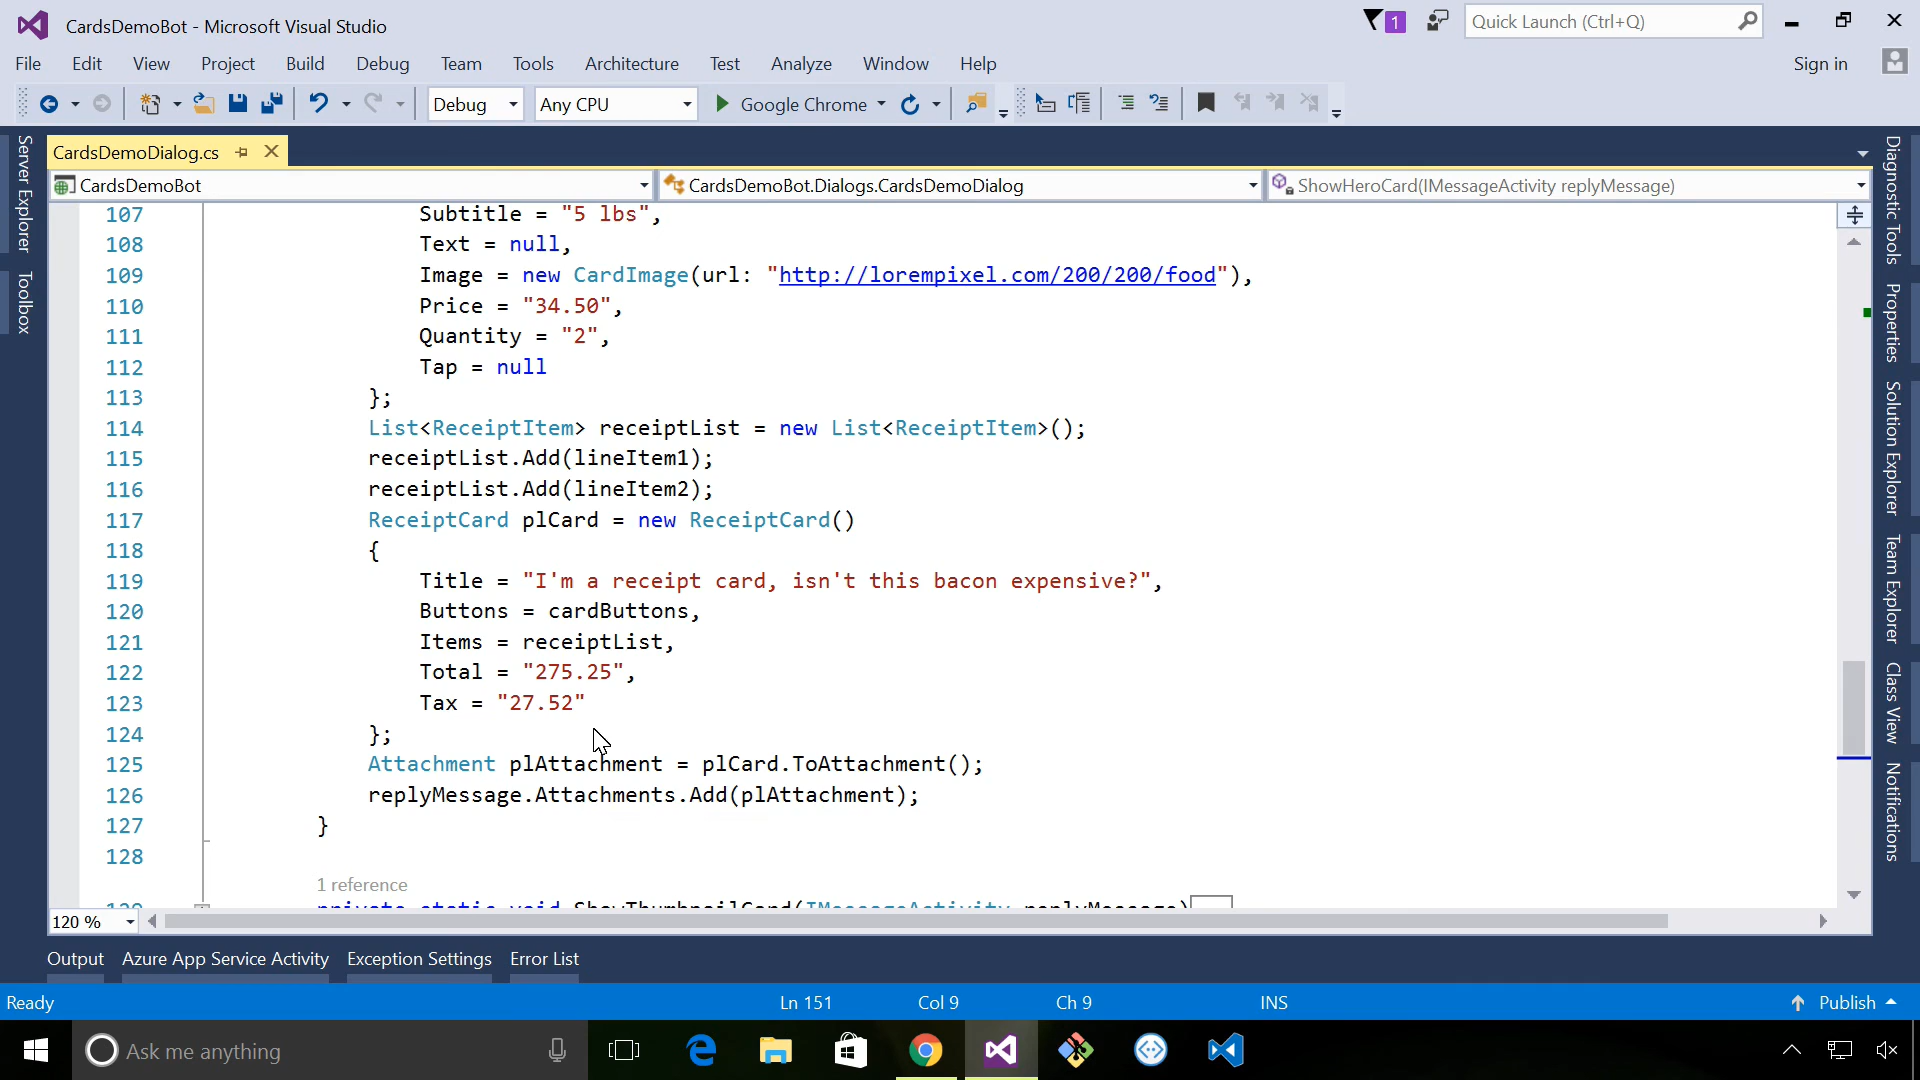 CardsDemoBot - Microsoft Visual Studio
1
Quick Launch (Ctrl+Q)
File Edit View Project Build Debug Team Tools Architecture Test Analyze Window Help
Sign in
Debug Any CPU Google Chrome
Server Explorer
Toolbox
CardsDemoDialog.cs
CardsDemoBot CardsDemoBot.Dialogs.CardsDemoDialog ShowHeroCard(IMessageActivity replyMessage)
107 Subtitle = "5 lbs",
108 Text = null,
109 Image = new CardImage(url: "http://lorempixel.com/200/200/food"),
110 Price = "34.50",
111 Quantity = "2",
112 Tap = null
113 };
114 List<ReceiptItem> receiptList = new List<ReceiptItem>();
115 receiptList.Add(lineItem1);
116 receiptList.Add(lineItem2);
117 ReceiptCard plCard = new ReceiptCard()
118 {
119 Title = "I'm a receipt card, isn't this bacon expensive?",
120 Buttons = cardButtons,
121 Items = receiptList,
122 Total = "275.25",
123 Tax = "27.52"
124 };
125 Attachment plAttachment = plCard.ToAttachment();
126 replyMessage.Attachments.Add(plAttachment);
127 }
128
1 reference
129 private static void ShowThumbnailCard(IMessageActivity replyMessage)
120 %
Diagnostic Tools
Properties
Solution Explorer
Team Explorer
Class View
Notifications
Output Azure App Service Activity Exception Settings Error List
Ready Ln 151 Col 9 Ch 9 INS Publish
Ask me anything